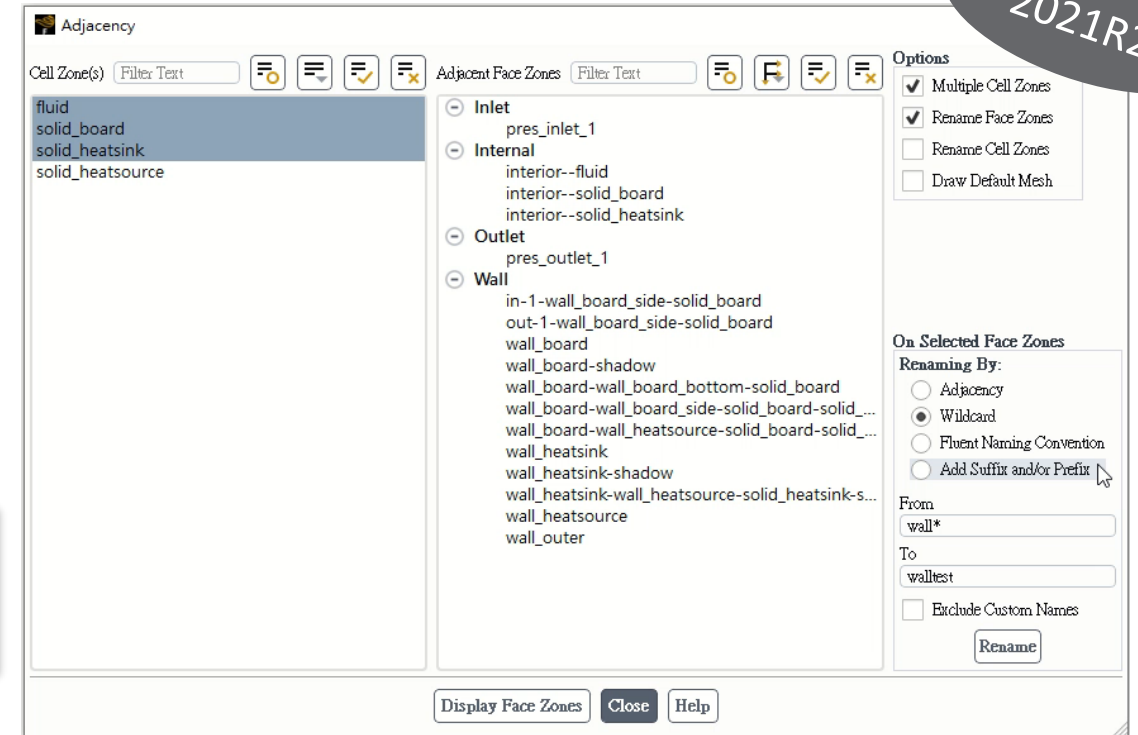 Adjacency
2021R2
Cell Zone(s)
Filter Text
fluid
solid_board
solid_heatsink
solid_heatsource
Adjacent Face Zones
Filter Text
Inlet
pres_inlet_1
Internal
interior--fluid
interior--solid_board
interior--solid_heatsink
Outlet
pres_outlet_1
Wall
in-1-wall_board_side-solid_board
out-1-wall_board_side-solid_board
wall_board
wall_board-shadow
wall_board-wall_board_bottom-solid_board
wall_board-wall_board_side-solid_board-solid_...
wall_board-wall_heatsource-solid_board-solid_...
wall_heatsink
wall_heatsink-shadow
wall_heatsink-wall_heatsource-solid_heatsink-s...
wall_heatsource
wall_outer
Options
Multiple Cell Zones
Rename Face Zones
Rename Cell Zones
Draw Default Mesh
On Selected Face Zones
Renaming By:
Adjacency
Wildcard
Fluent Naming Convention
Add Suffix and/or Prefix
From
wall*
To
walltest
Exclude Custom Names
Rename
Display Face Zones
Close
Help